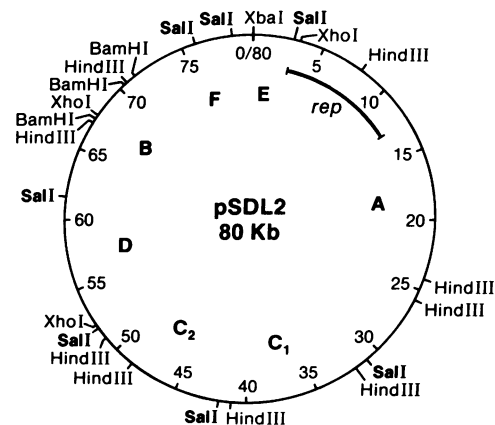 XbaI
SalI
XhoI
HindIII
HindIII
HindIII
SalI
HindIII
HindIII
SalI
HindIII
HindIII
SalI
XhoI
SalI
HindIII
BamHI
XhoI
BamHI
HindIII
BamHI
SalI
SalI
0/80
5
10
15
20
25
30
35
40
45
50
55
60
65
70
75
rep
E
A
C1
C2
D
B
F
pSDL2
80 Kb